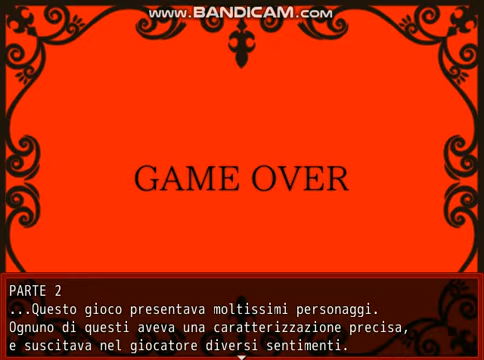 www.BANDICAM.com
GAME OVER
PARTE 2
...Questo gioco presentava moltissimi personaggi.
Ognuno di questi aveva una caratterizzazione precisa,
e suscitava nel giocatore diversi sentimenti.